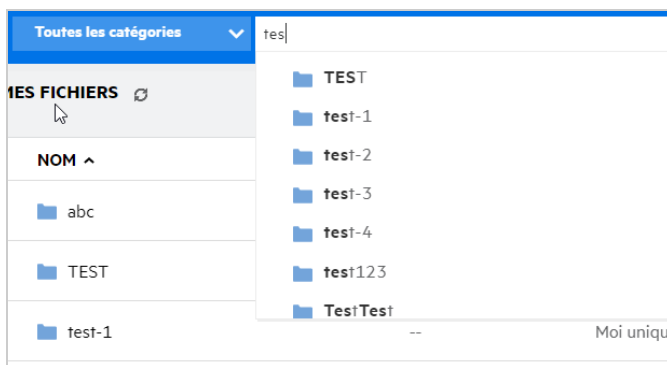 Toutes les catégories
tes
MES FICHIERS
TEST
test-1
test-2
test-3
test-4
test123
TestTest
NOM
abc
TEST
test-1
--
Moi uniqu